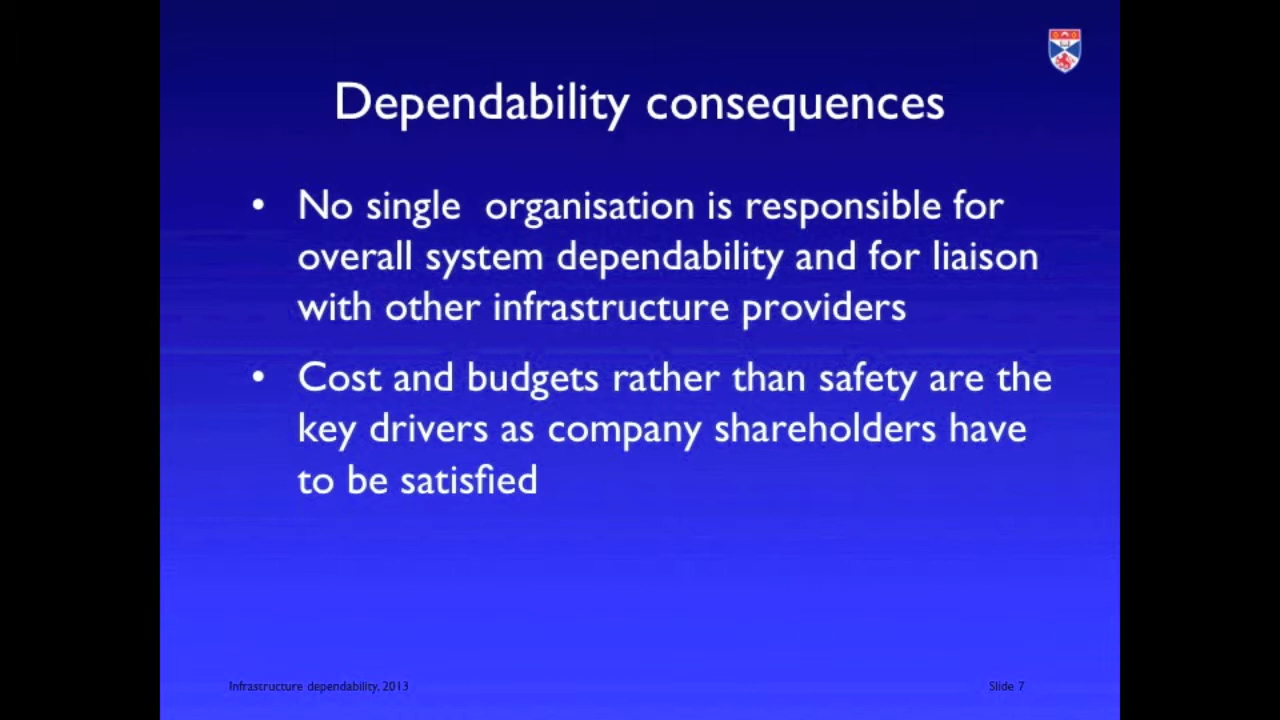 Dependability consequences
• No single organisation is responsible for
overall system dependability and for liaison
with other infrastructure providers
• Cost and budgets rather than safety are the
key drivers as company shareholders have
to be satisfied
Infrastructure dependability, 2013
Slide 7